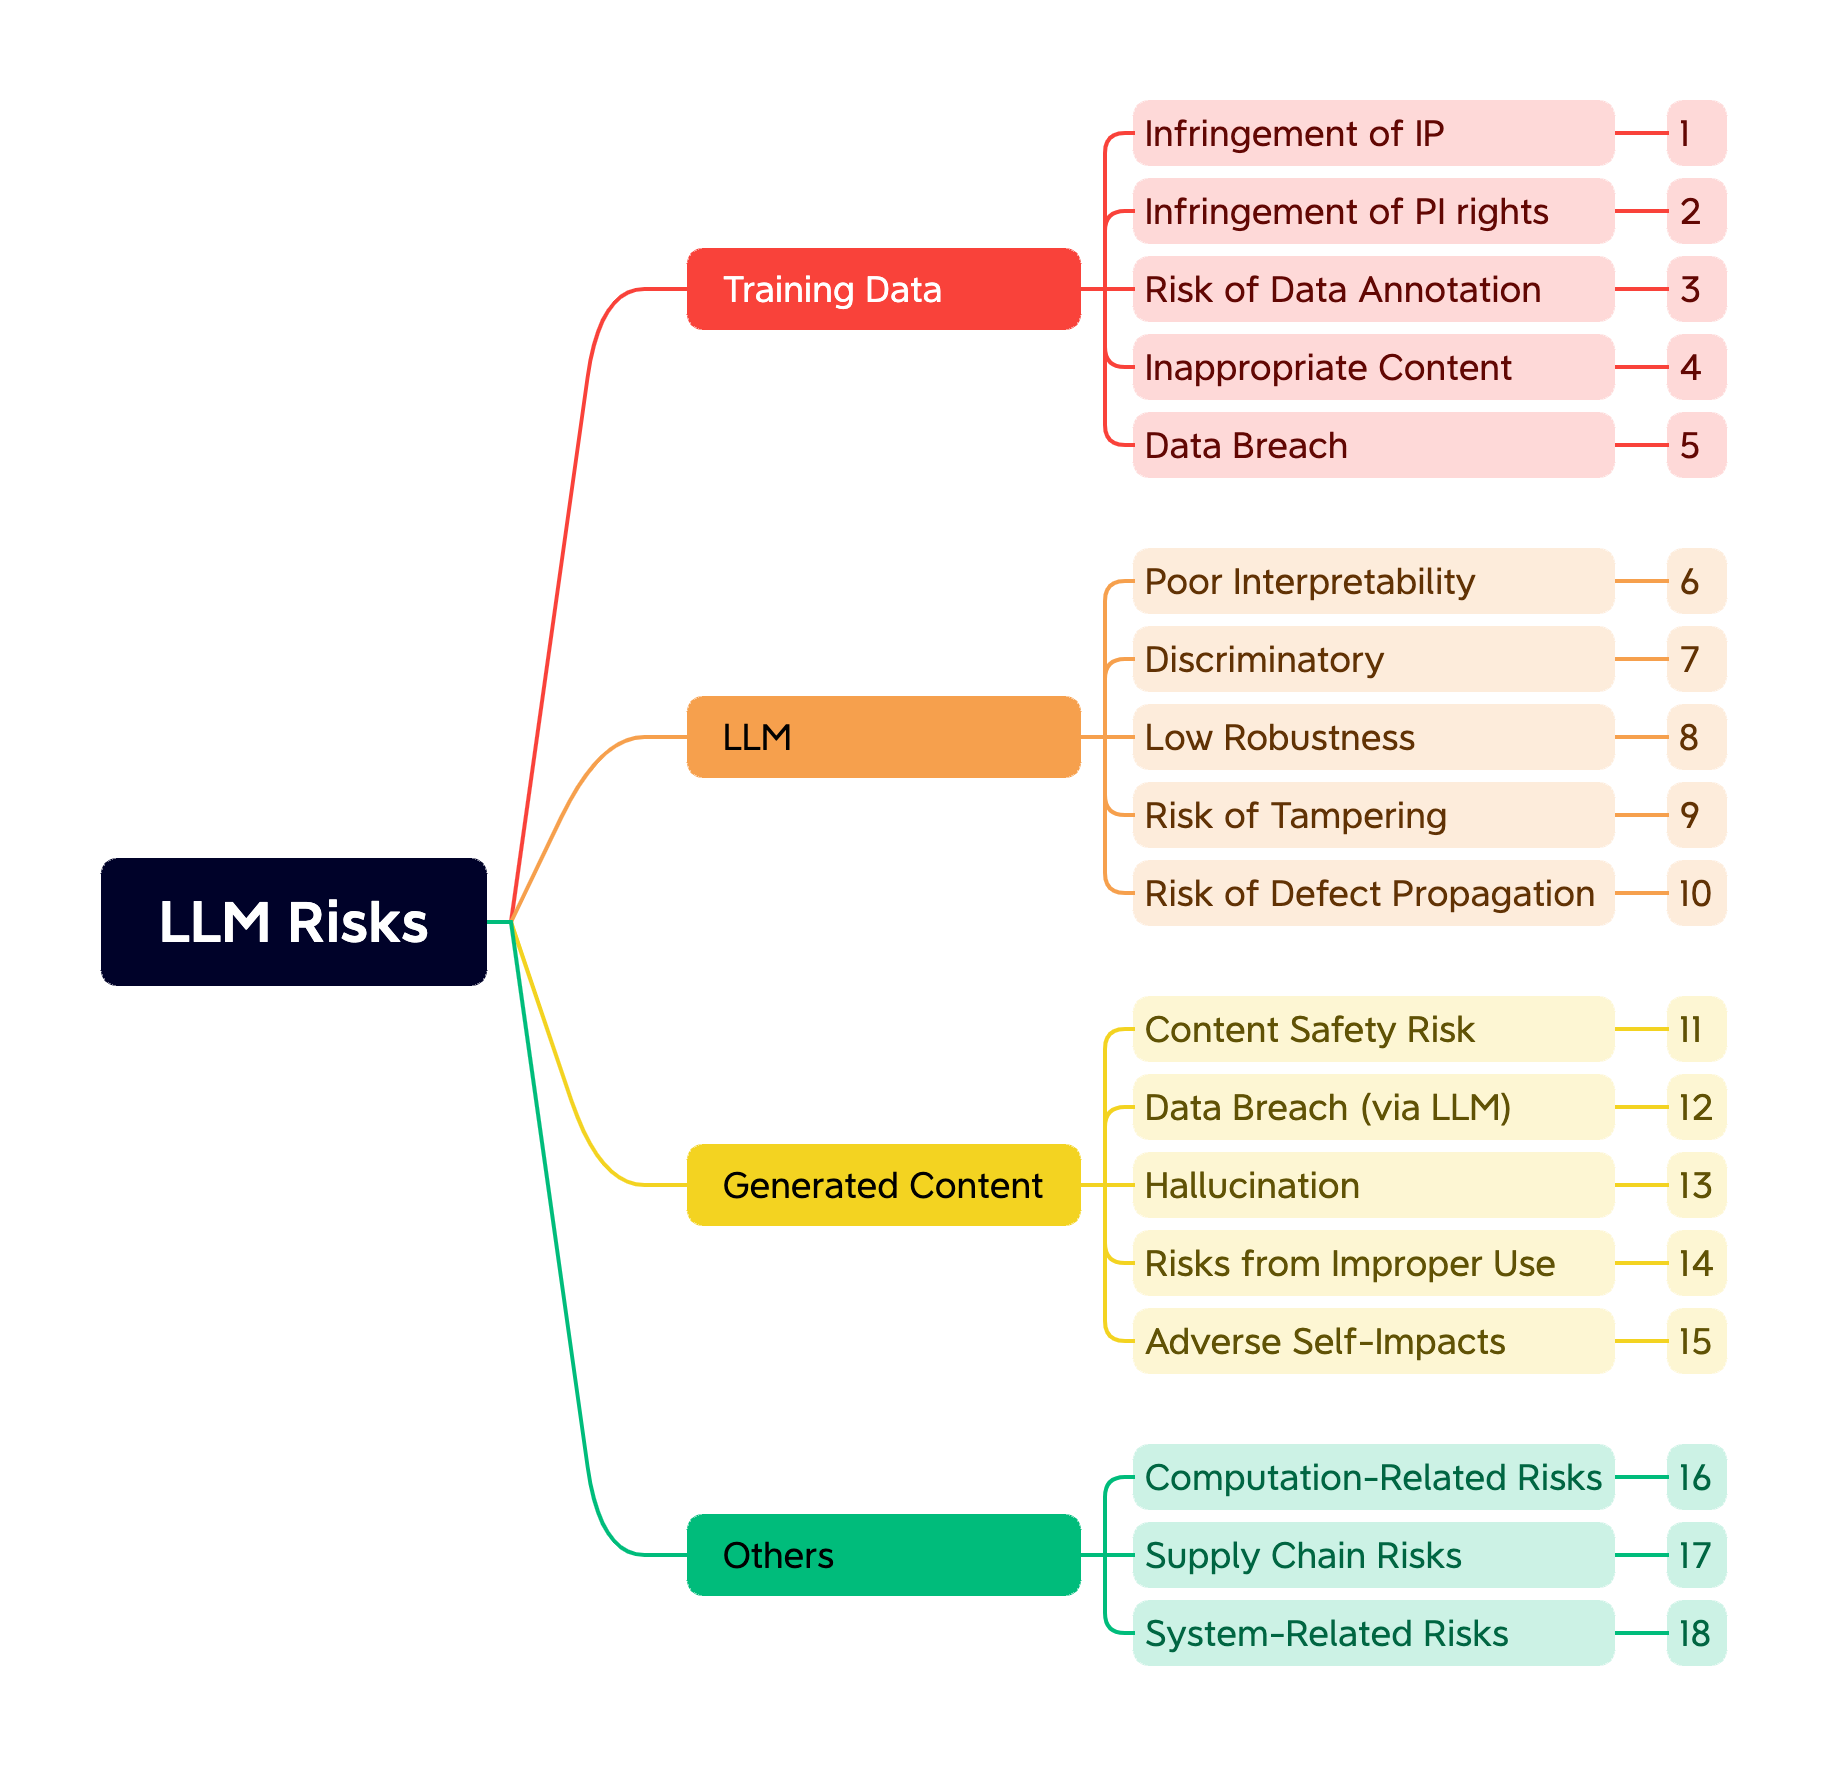 LLM Risks
Training Data
Infringement of IP 1
Infringement of PI rights 2
Risk of Data Annotation 3
Inappropriate Content 4
Data Breach 5
LLM
Poor Interpretability 6
Discriminatory 7
Low Robustness 8
Risk of Tampering 9
Risk of Defect Propagation 10
Generated Content
Content Safety Risk 11
Data Breach (via LLM) 12
Hallucination 13
Risks from Improper Use 14
Adverse Self-Impacts 15
Others
Computation-Related Risks 16
Supply Chain Risks 17
System-Related Risks 18